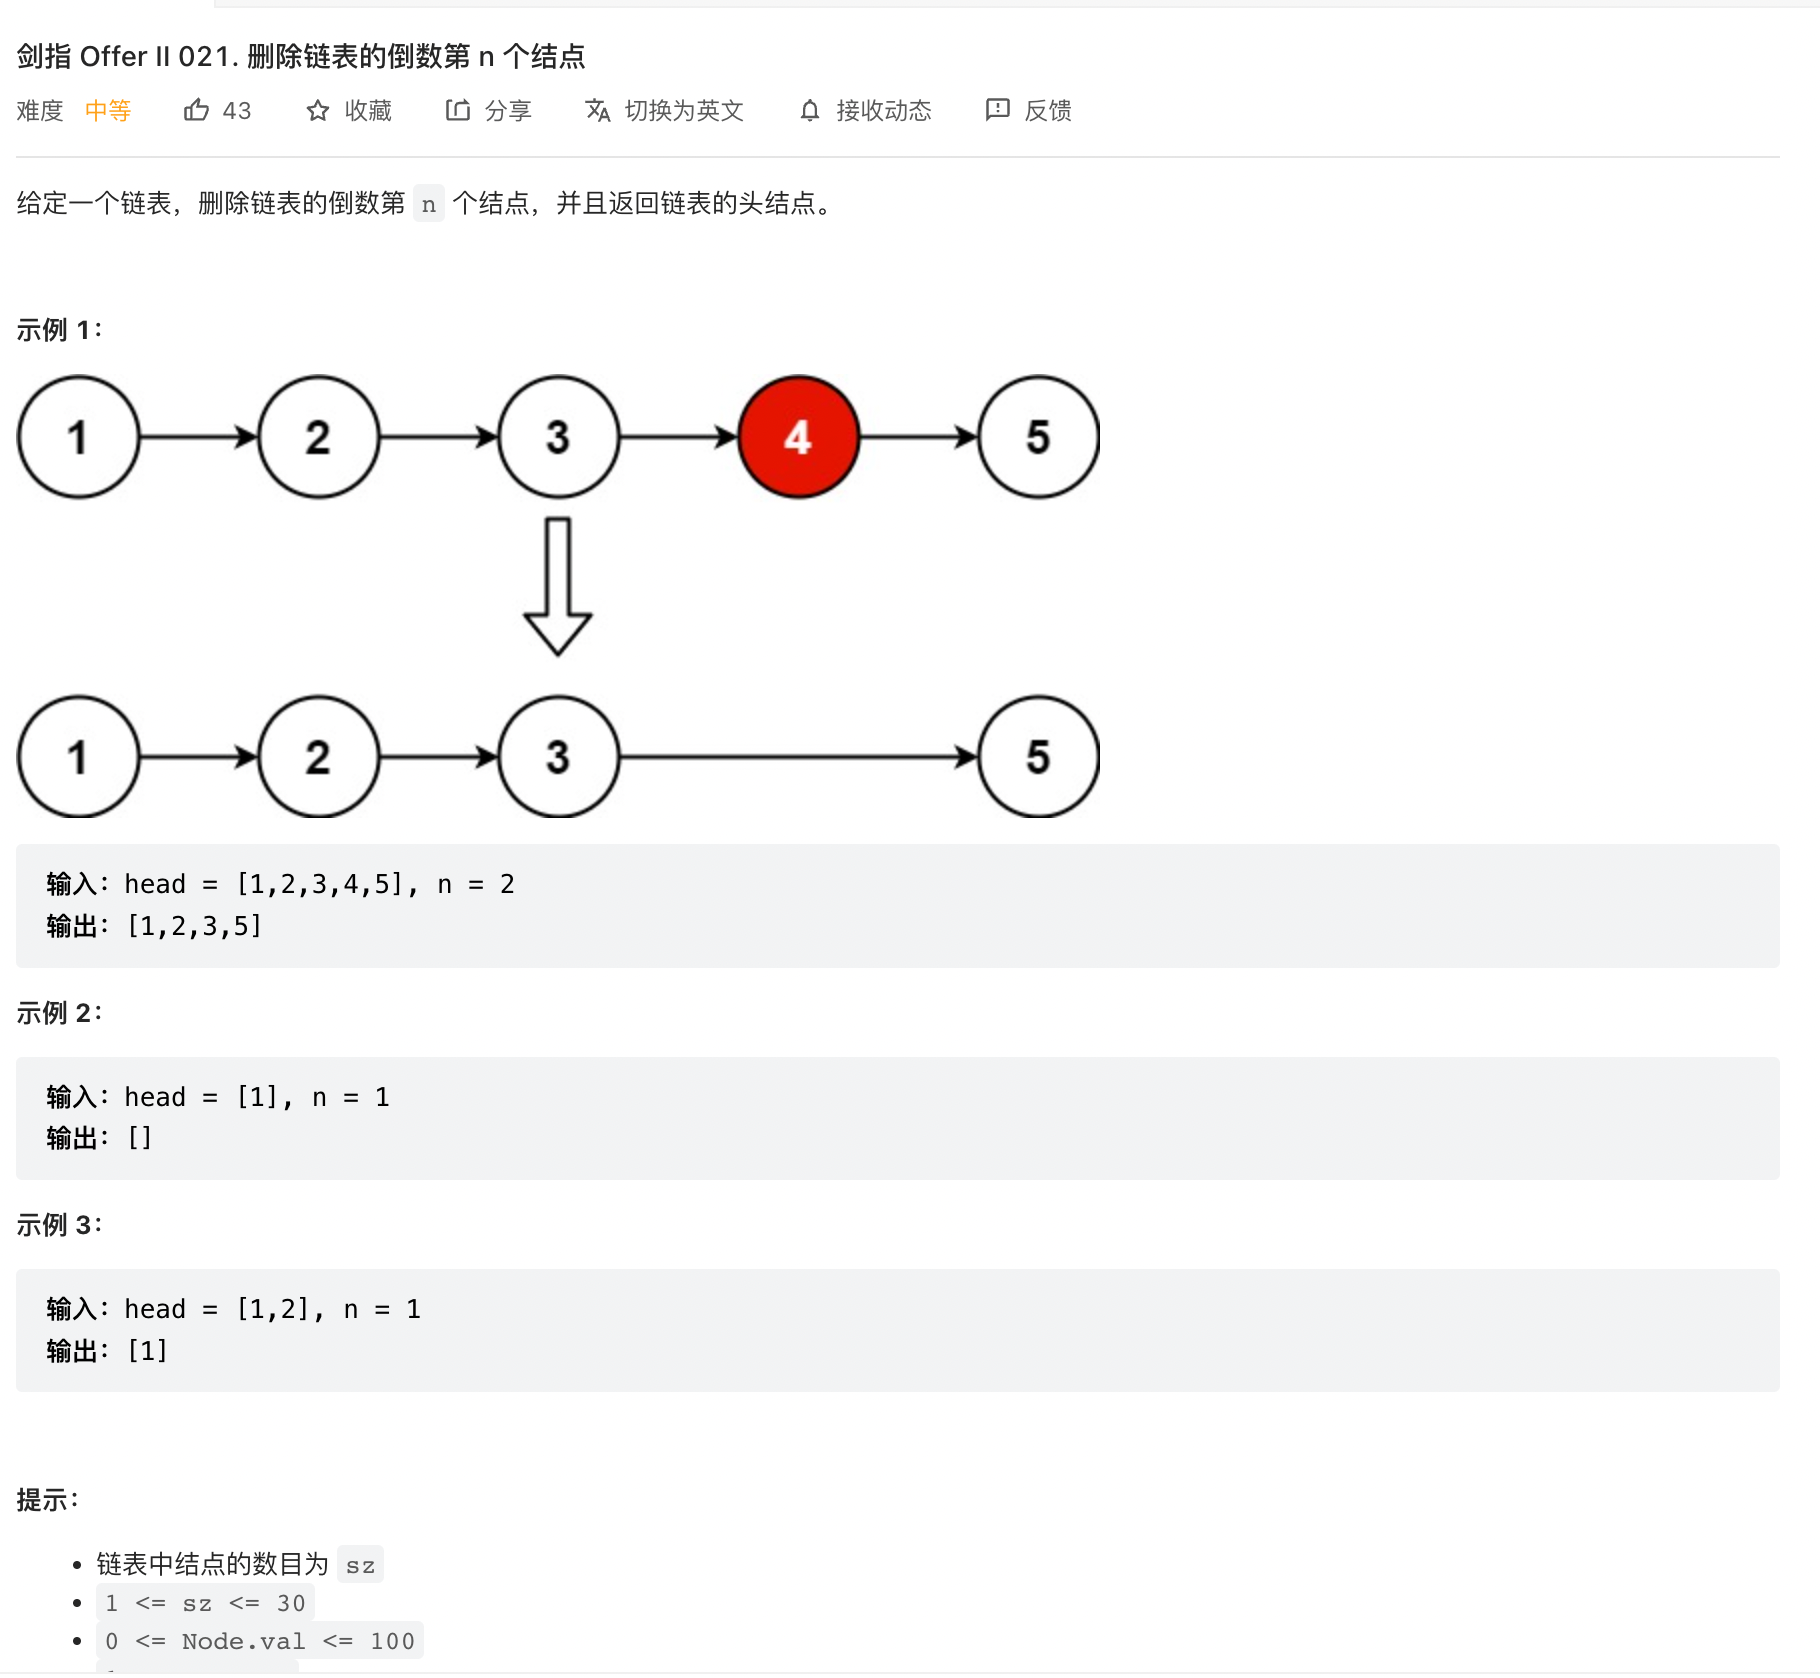 剑指 Offer II 021. 删除链表的倒数第 n 个结点
难度 中等 43 收藏 分享 切换为英文 接收动态 反馈
给定一个链表，删除链表的倒数第 n 个结点，并且返回链表的头结点。
示例 1：
1 2 3 4 5
1 2 3 5
输入：head = [1,2,3,4,5], n = 2
输出：[1,2,3,5]
示例 2：
输入：head = [1], n = 1
输出：[]
示例 3：
输入：head = [1,2], n = 1
输出：[1]
提示：
链表中结点的数目为 sz
1 <= sz <= 30
0 <= Node.val <= 100